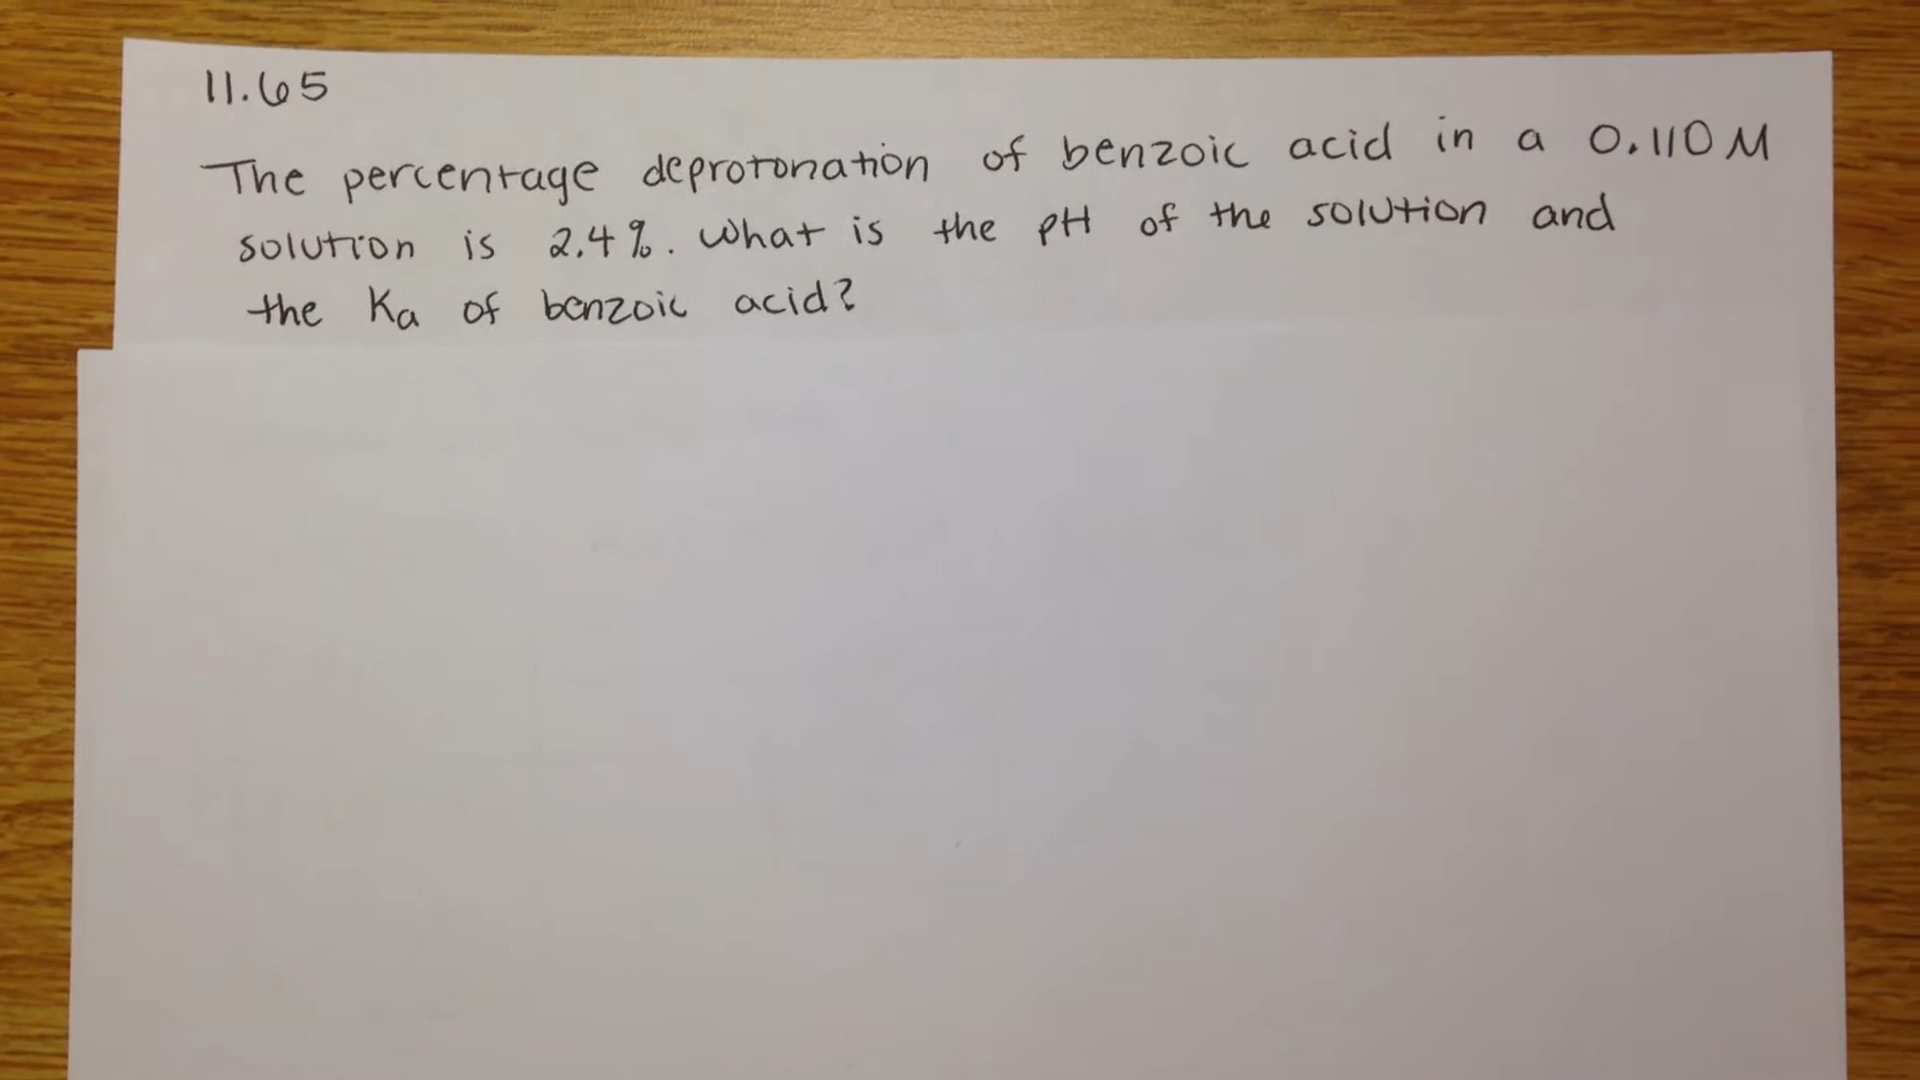 11.65
The percentage deprotonation of benzoic acid in a 0.110 M
solution is 2.4%. What is the pH of the solution and
the Ka of benzoic acid?